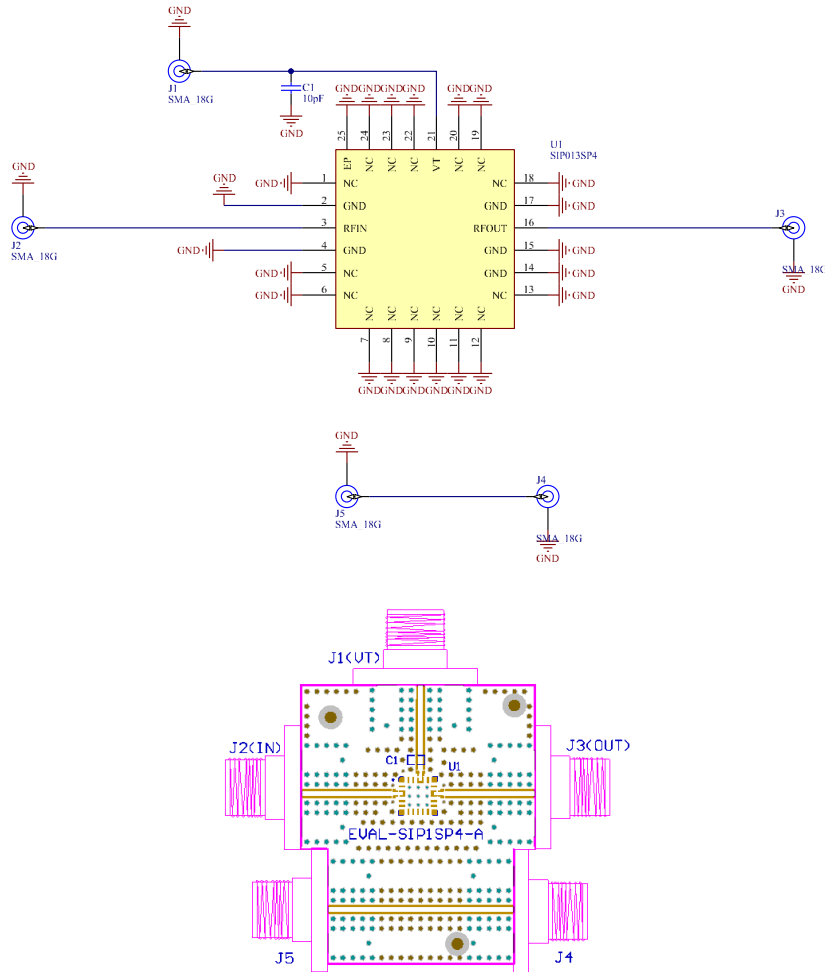 GND
J1
SMA 18G
C1
10pF
GND
GND GND GND GND
GND GND
25 24 23 22 21 20 19
EP NC NC NC VT NC NC
U1
SIP013SP4
GND 1 NC
NC 18 GND
GND
2 GND
GND 17 GND
GND
J2
SMA 18G
3 RFIN
RFOUT 16
J3
SMA 18G
GND
GND 4 GND
GND 15 GND
GND 5 NC
GND 14 GND
GND 6 NC
NC 13 GND
NC NC NC NC NC NC
7 8 9 10 11 12
GND GND GND GND GND GND
GND
J5
SMA 18G
J4
SMA 18G
GND
J1(VT)
J2(IN)
J3(OUT)
C1
U1
EVAL-SIP1SP4-A
J5
J4